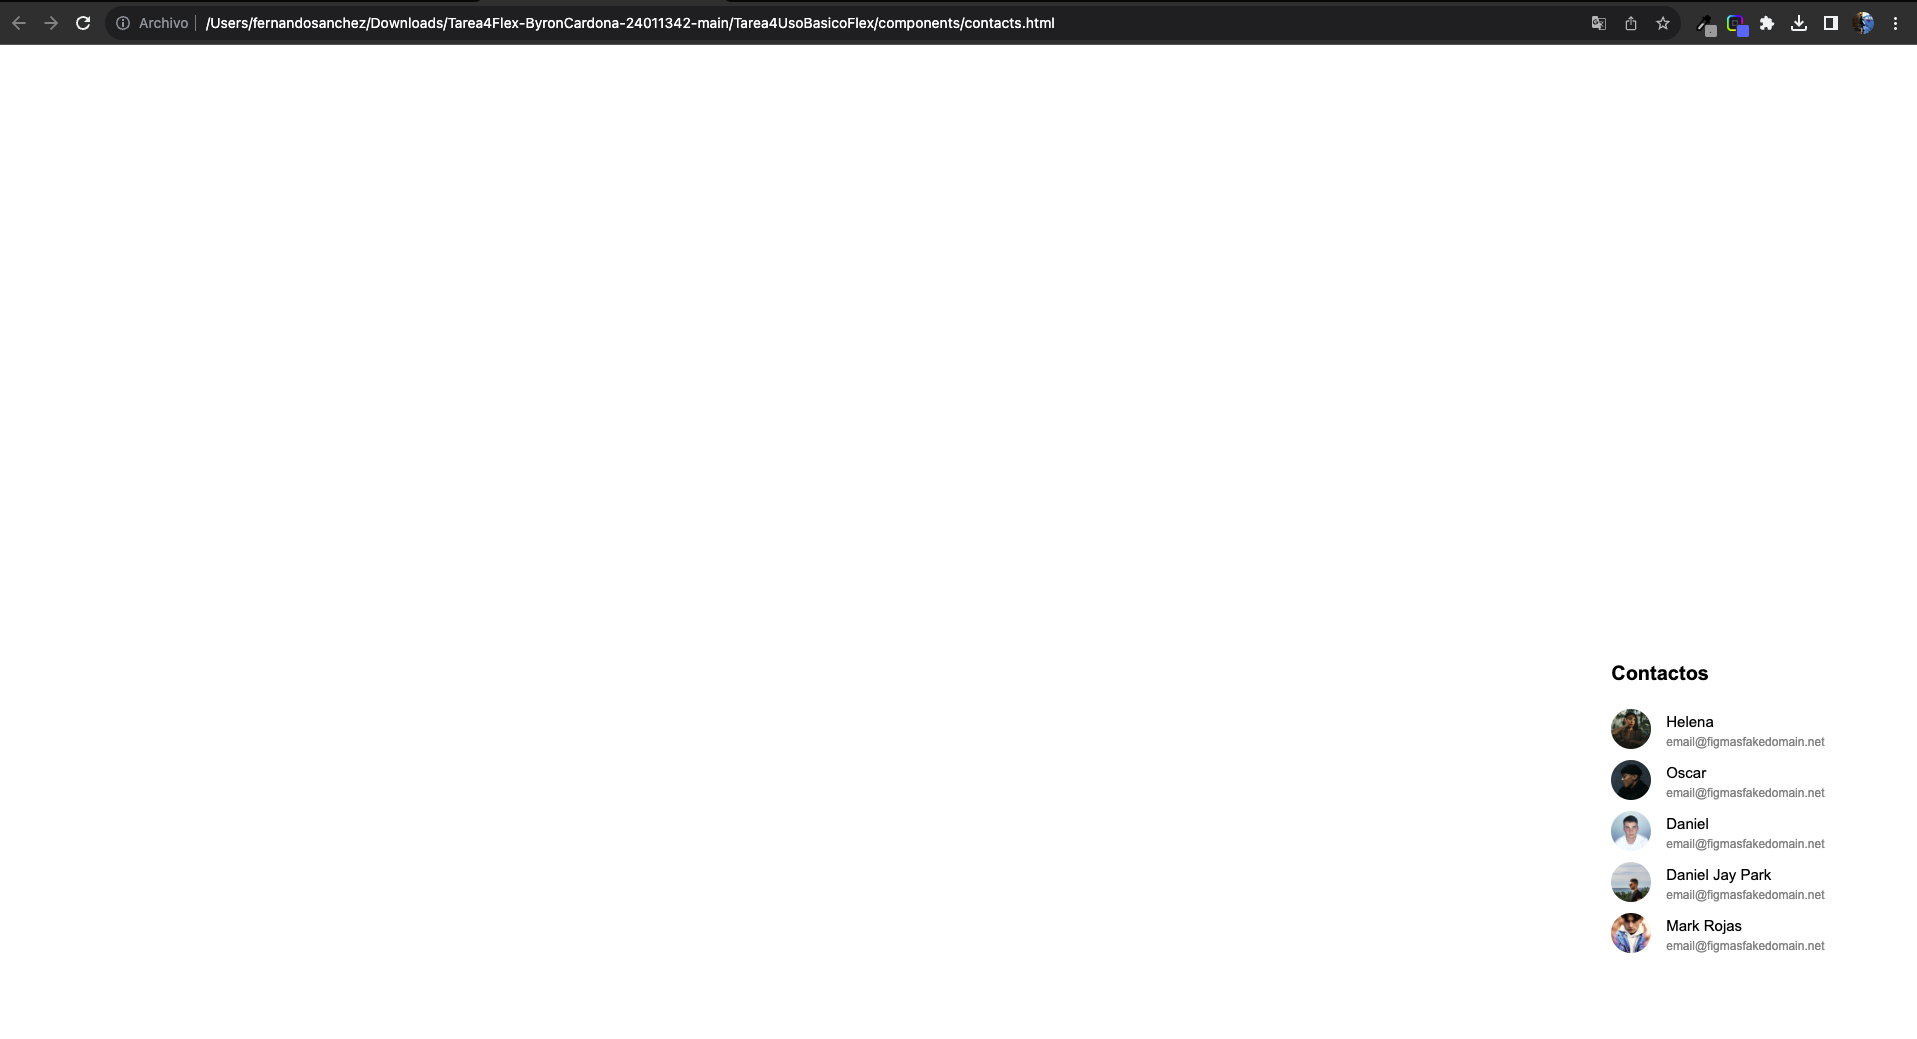 Archivo /Users/fernandosanchez/Downloads/Tarea4Flex-ByronCardona-24011342-main/Tarea4UsoBasicoFlex/components/contacts.html
Contactos
Helena
email@figmasfakedomain.net
Oscar
email@figmasfakedomain.net
Daniel
email@figmasfakedomain.net
Daniel Jay Park
email@figmasfakedomain.net
Mark Rojas
email@figmasfakedomain.net